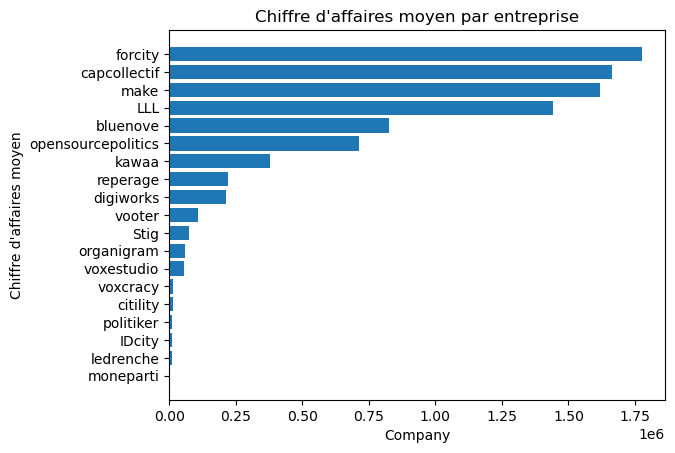 Chiffre d'affaires moyen par entreprise
forcity
capcollectif
make
LLL
bluenove
opensourcepolitics
kawaa
reperage
digiworks
vooter
Stig
organigram
voxestudio
voxcracy
citility
politiker
IDcity
ledrenche
moneparti
Chiffre d'affaires moyen
0.00 0.25 0.50 0.75 1.00 1.25 1.50 1.75
1e6
Company